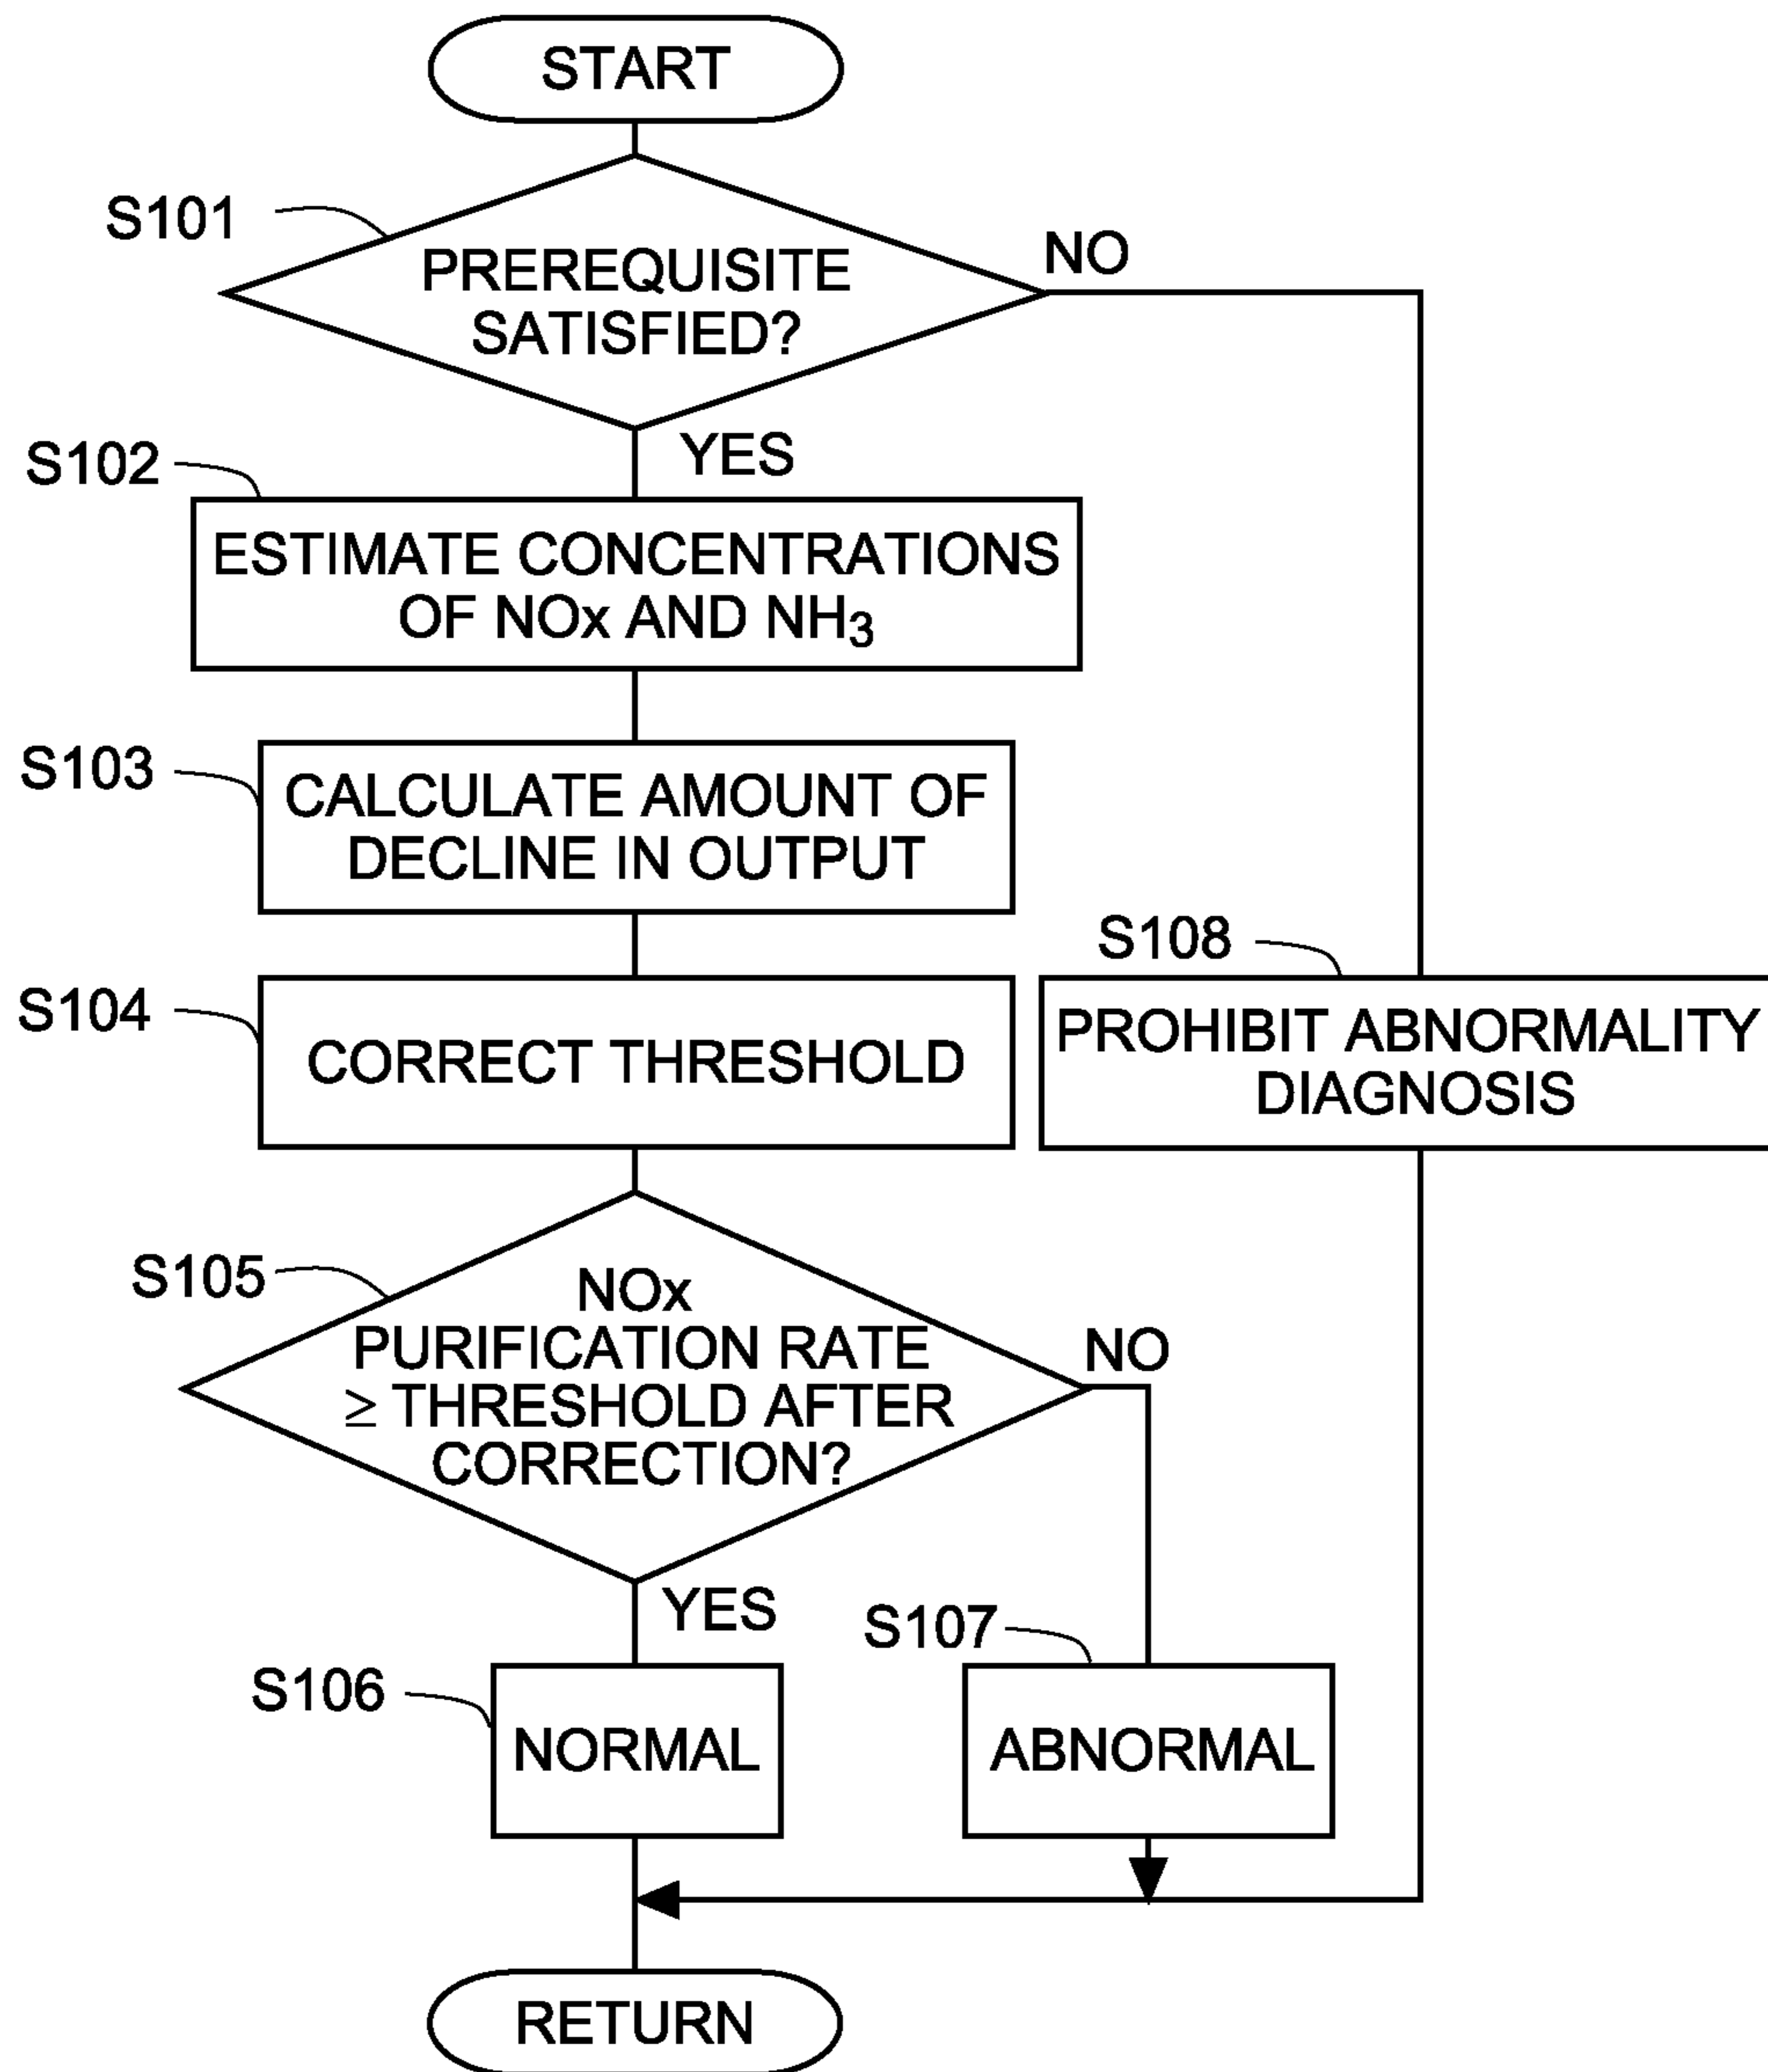 START
S101
PREREQUISITE
SATISFIED?
NO
YES
S102
ESTIMATE CONCENTRATIONS
OF NOx AND NH₃
S103
CALCULATE AMOUNT OF
DECLINE IN OUTPUT
S108
PROHIBIT ABNORMALITY
DIAGNOSIS
S104
CORRECT THRESHOLD
S105
NOx
PURIFICATION RATE
≥ THRESHOLD AFTER
CORRECTION?
NO
YES
S106
NORMAL
S107
ABNORMAL
RETURN